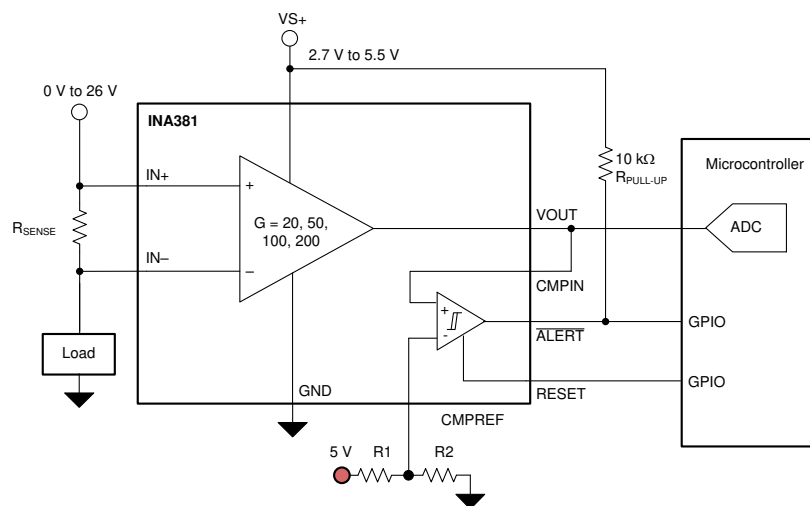 VS+
2.7 V to 5.5 V
0 V to 26 V
INA381
IN+
+
10 kΩ
RPULL-UP
Microcontroller
RSENSE
G = 20, 50,
100, 200
VOUT
ADC
IN–
–
CMPIN
+
-
ALERT
GPIO
Load
GND
RESET
GPIO
CMPREF
5 V
R1
R2